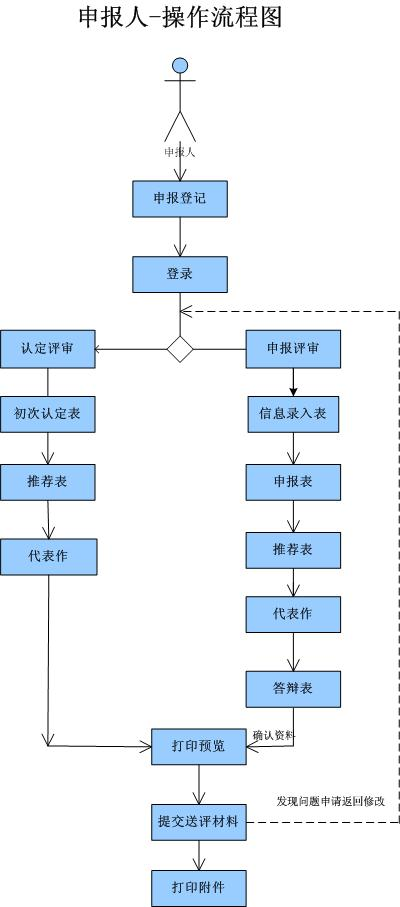 申报人-操作流程图
申报人
申报登记
登录
认定评审
申报评审
初次认定表
信息录入表
推荐表
申报表
代表作
推荐表
代表作
答辩表
确认资料
打印预览
发现问题申请返回修改
提交送评材料
打印附件